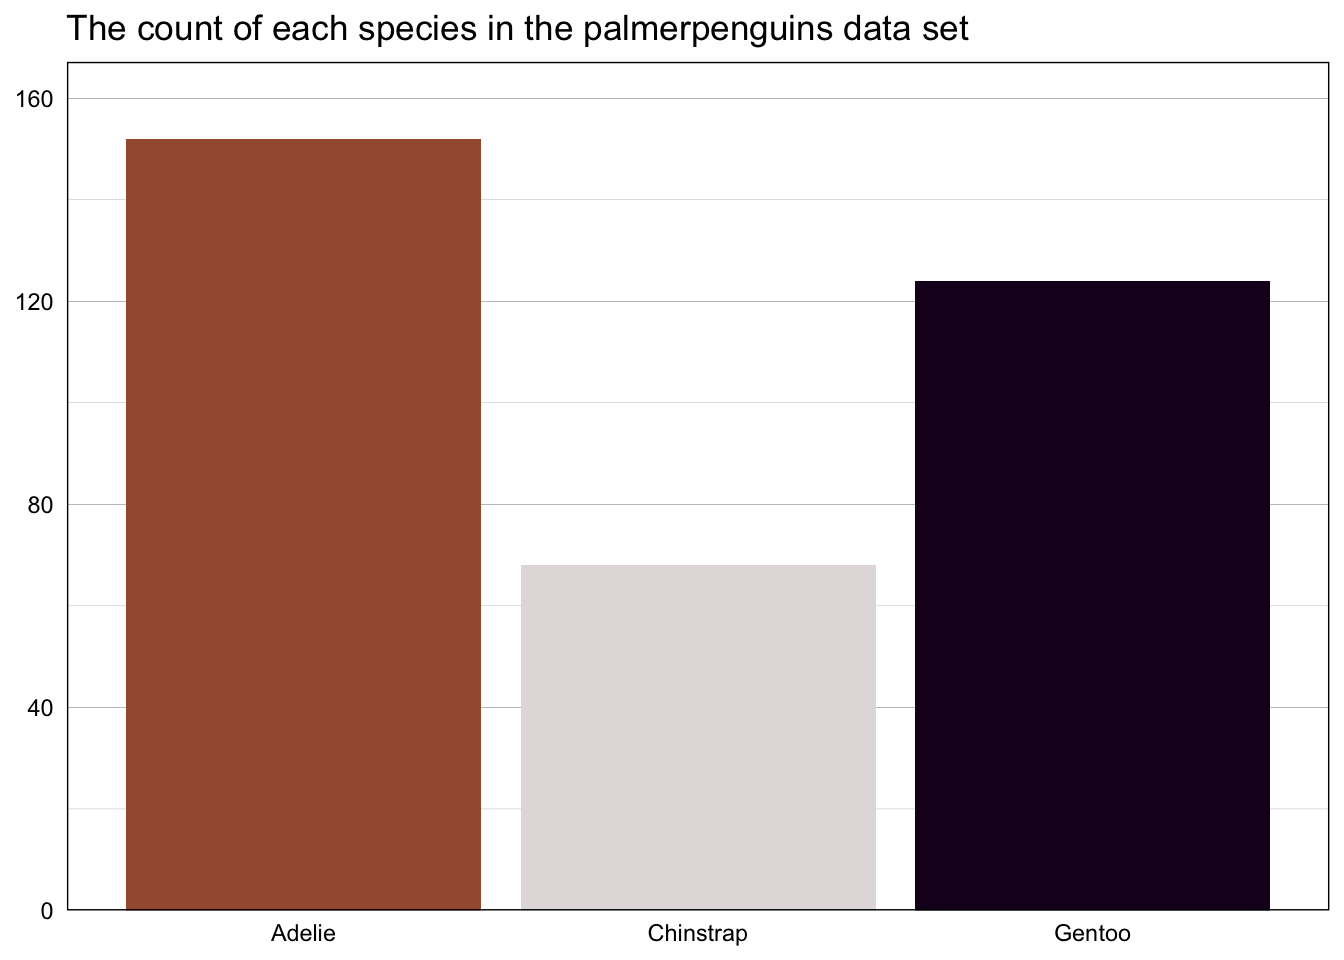 The count of each species in the palmerpenguins data set
160
120
80
40
0
Adelie Chinstrap Gentoo